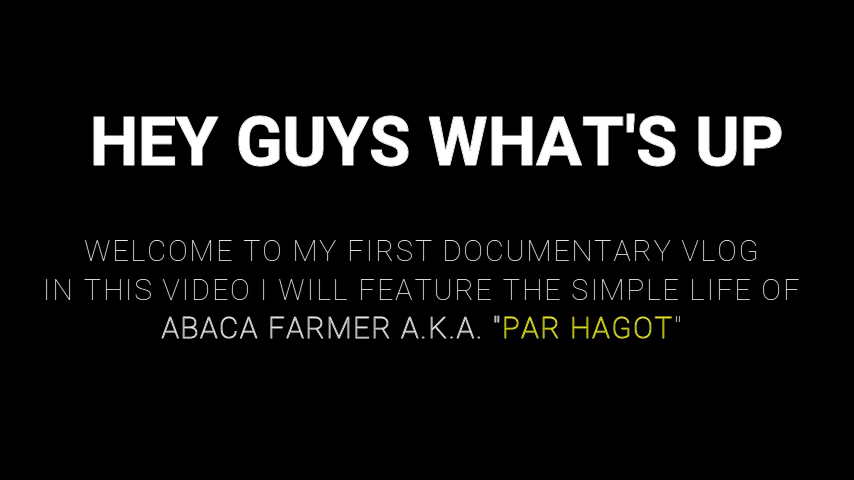 HEY GUYS WHAT'S UP
WELCOME TO MY FIRST DOCUMENTARY VLOG
IN THIS VIDEO I WILL FEATURE THE SIMPLE LIFE OF
ABACA FARMER A.K.A. "PAR HAGOT"